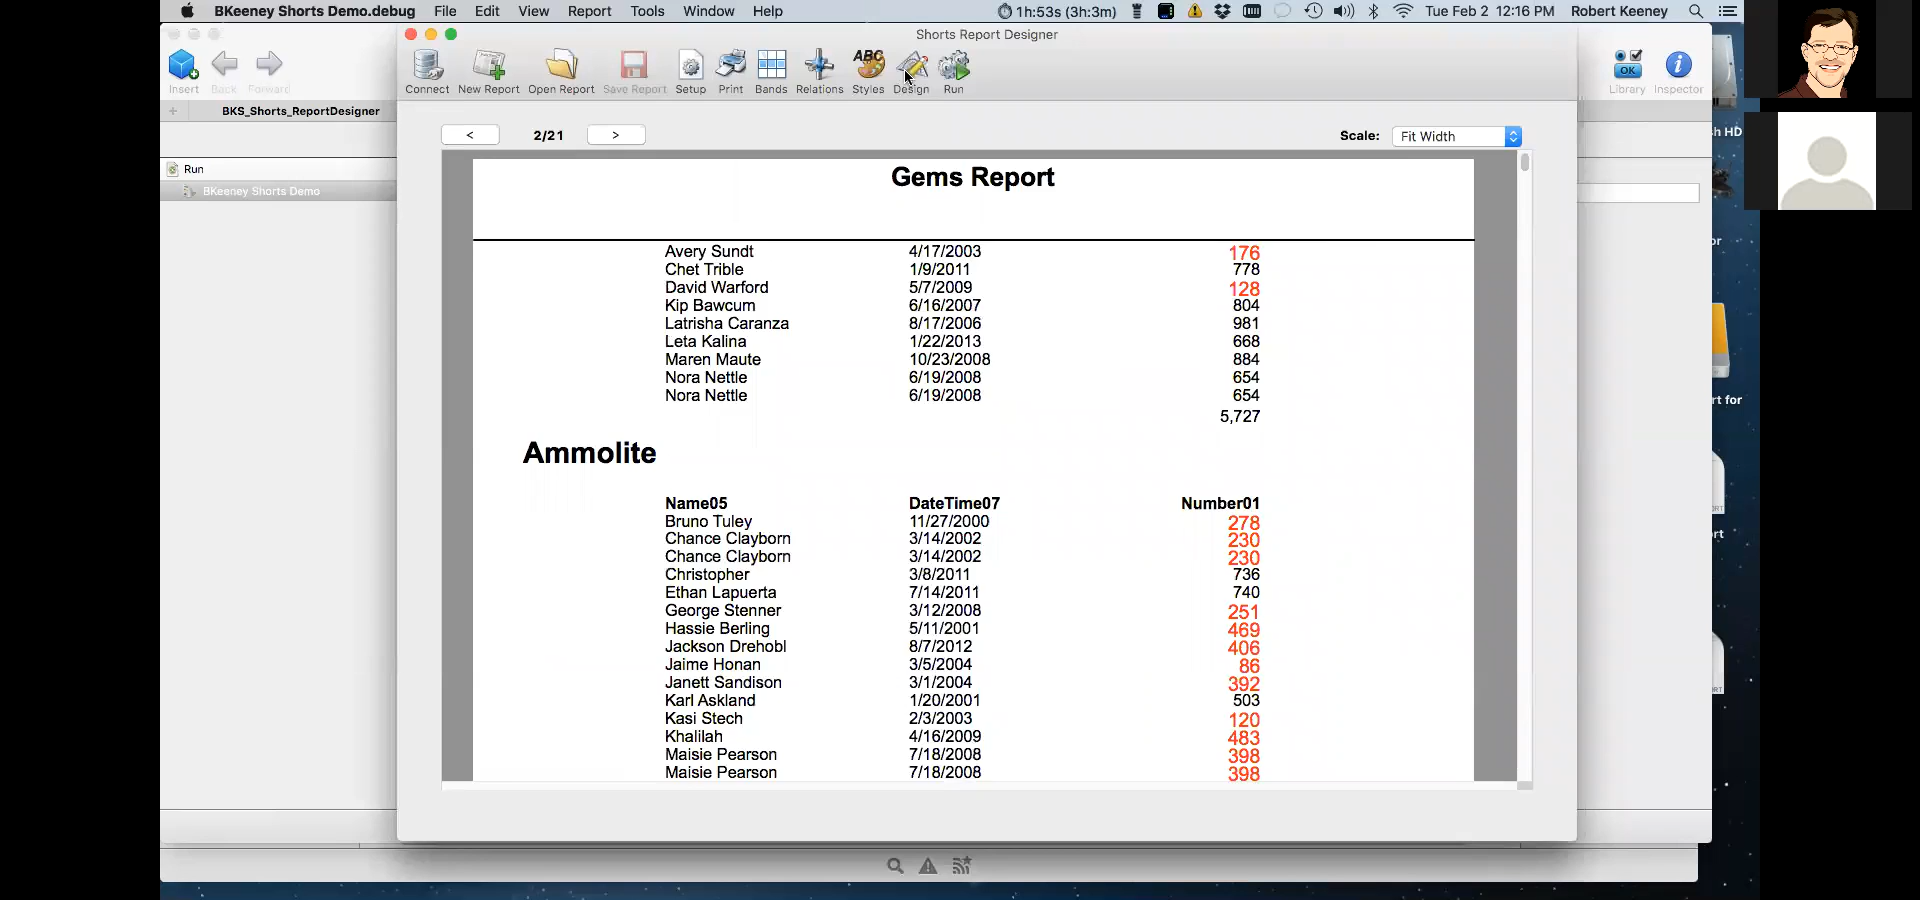 BKeeney Shorts Demo.debug File Edit View Report Tools Window Help 1h:53s (3h:3m) Tue Feb 2 12:16 PM Robert Keeney
Shorts Report Designer
Insert Back Forward Connect New Report Open Report Save Report Setup Print Bands Relations ABC Styles Design Run OK Library Inspector
BKS_Shorts_ReportDesigner
< 2/21 > Scale: Fit Width
Run
BKeeney Shorts Demo
Gems Report
Avery Sundt 4/17/2003 176
Chet Trible 1/9/2011 778
David Warford 5/7/2009 128
Kip Bawcum 6/16/2007 804
Latrisha Caranza 8/17/2006 981
Leta Kalina 1/22/2013 668
Maren Maute 10/23/2008 884
Nora Nettle 6/19/2008 654
Nora Nettle 6/19/2008 654
5,727
Ammolite
Name05 DateTime07 Number01
Bruno Tuley 11/27/2000 278
Chance Clayborn 3/14/2002 230
Chance Clayborn 3/14/2002 230
Christopher 3/8/2011 736
Ethan Lapuerta 7/14/2011 740
George Stenner 3/12/2008 251
Hassie Berling 5/11/2001 469
Jackson Drehobl 8/7/2012 406
Jaime Honan 3/5/2004 86
Janett Sandison 3/1/2004 392
Karl Askland 1/20/2001 503
Kasi Stech 2/3/2003 120
Khalilah 4/16/2009 483
Maisie Pearson 7/18/2008 398
Maisie Pearson 7/18/2008 398
HD
rt for